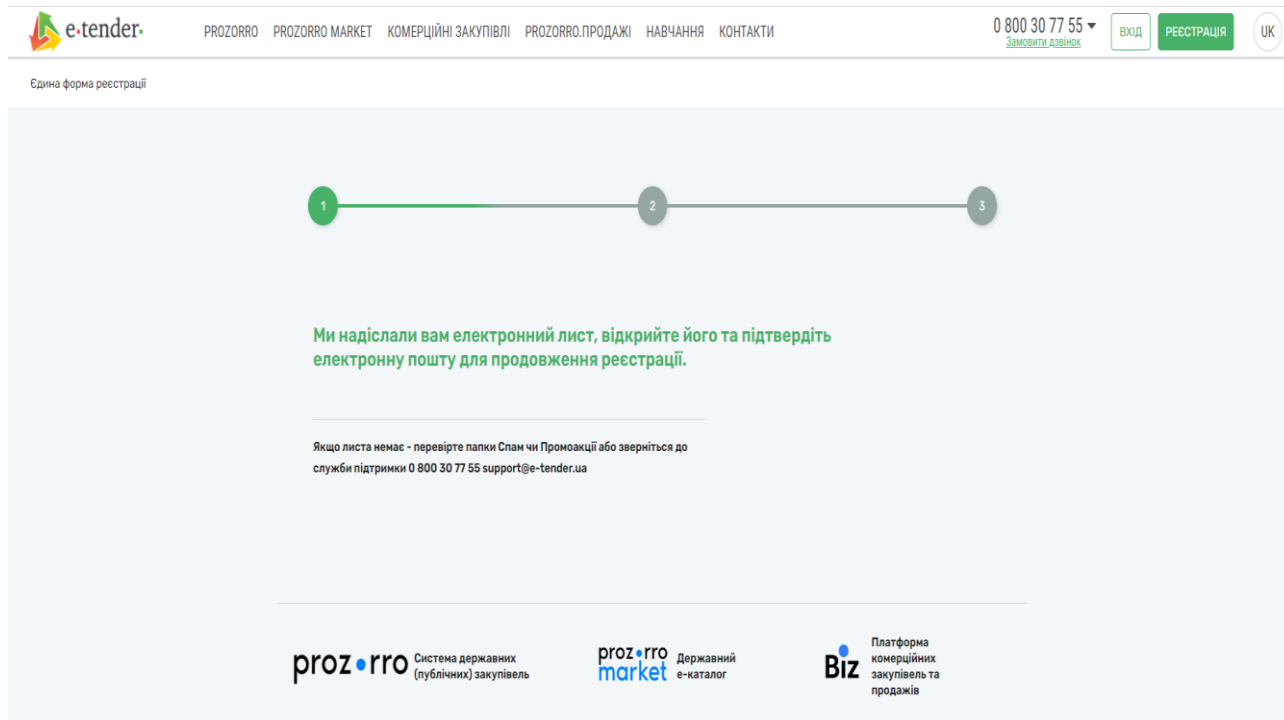 e-tender
PROZORRO PROZORRO MARKET КОМЕРЦІЙНІ ЗАКУПІВЛІ PROZORRO.ПРОДАЖІ НАВЧАННЯ КОНТАКТИ
0 800 30 77 55
Замовити дзвінок
ВХІД
РЕЄСТРАЦІЯ
UK
Єдина форма реєстрації
1
2
3
Ми надіслали вам електронний лист, відкрийте його та підтвердіть
електронну пошту для продовження реєстрації.
Якщо листа немає - перевірте папки Спам чи Промоакції або зверніться до
служби підтримки 0 800 30 77 55 support@e-tender.ua
prozorro
Система державних
(публічних) закупівель
prozorro
market
Державний
е-каталог
Biz
Платформа
комерційних
закупівель та
продажів